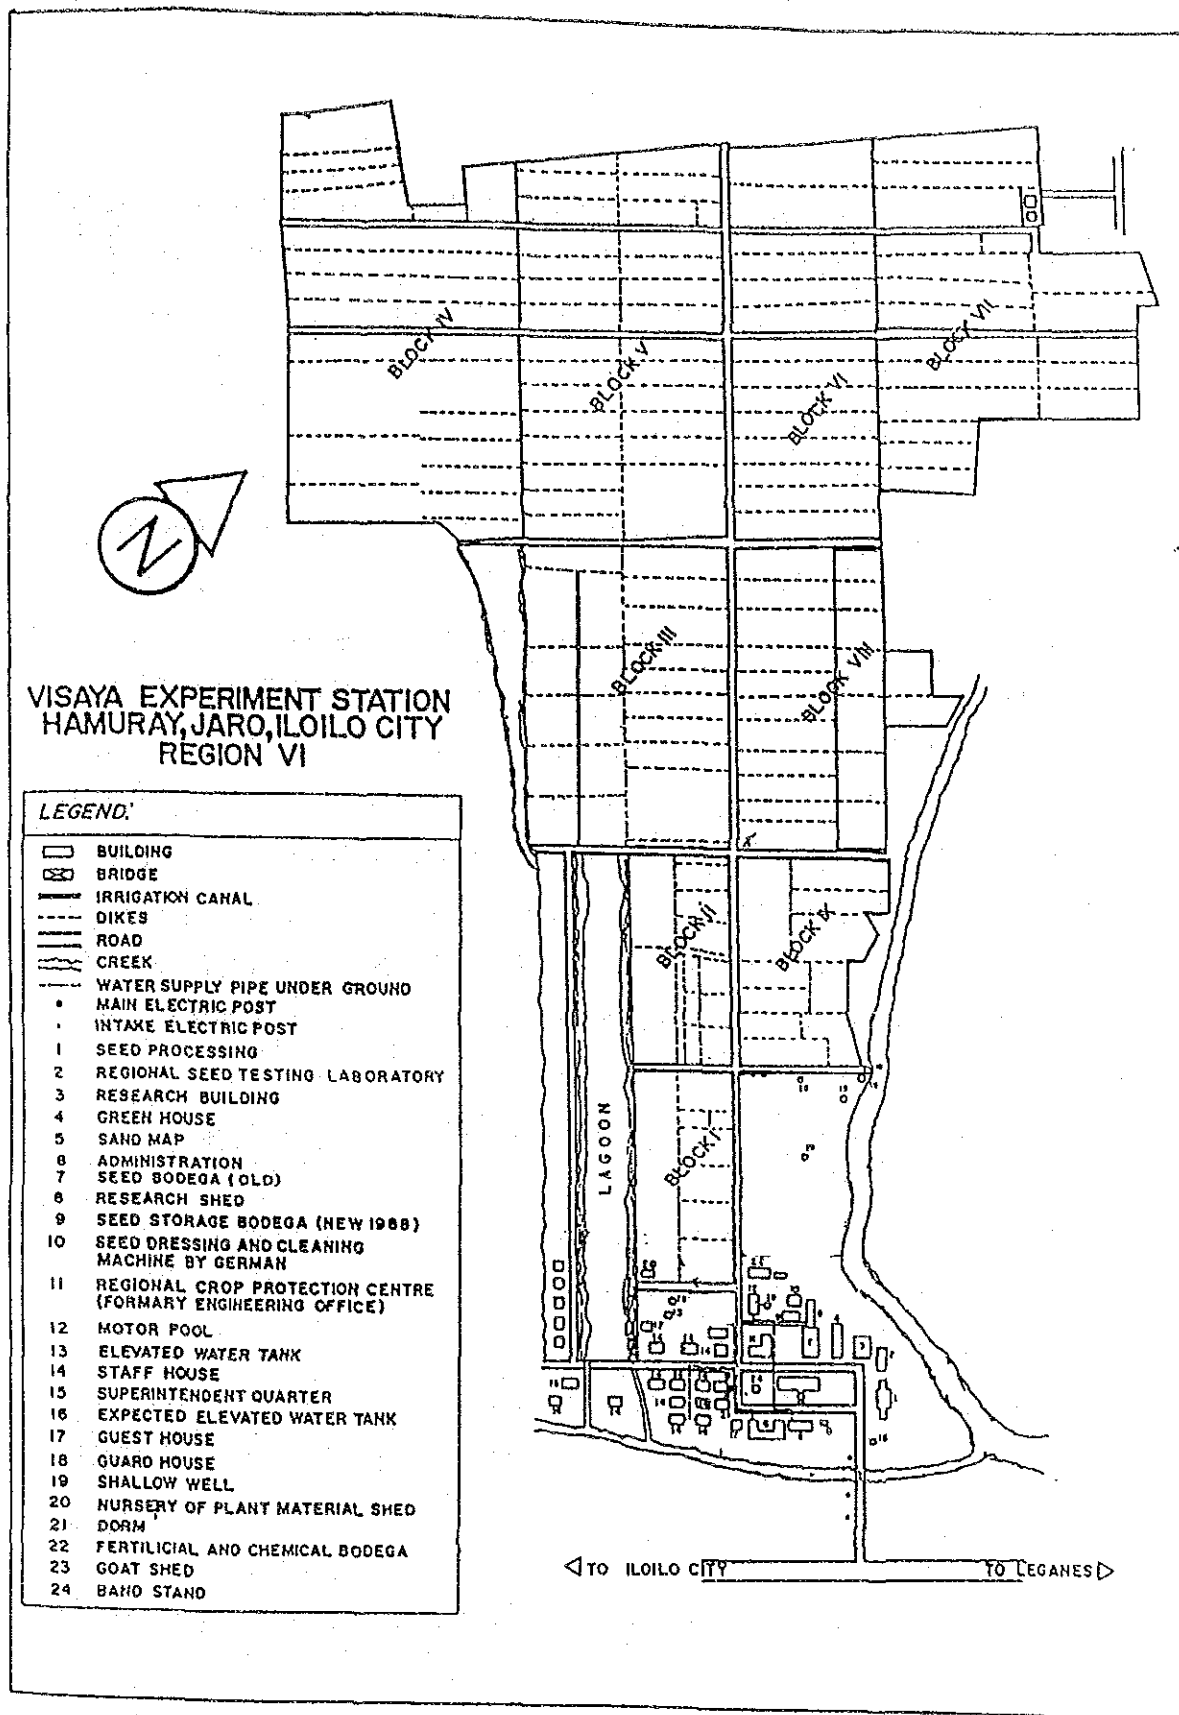 BLOCK IV
BLOCK V
BLOCK VI
BLOCK VII
N
BLOCK III
BLOCK VIII
VISAYA EXPERIMENT STATION
HAMURAY, JARO, ILOILO CITY
REGION VI
LEGEND:
BUILDING
BRIDGE
IRRIGATION CANAL
DIKES
ROAD
CREEK
WATER SUPPLY PIPE UNDER GROUND
MAIN ELECTRIC POST
INTAKE ELECTRIC POST
1 SEED PROCESSING
2 REGIONAL SEED TESTING LABORATORY
3 RESEARCH BUILDING
4 GREEN HOUSE
5 SAND MAP
6 ADMINISTRATION
7 SEED BODEGA (OLD)
8 RESEARCH SHED
9 SEED STORAGE BODEGA (NEW 1988)
10 SEED DRESSING AND CLEANING
MACHINE BY GERMAN
11 REGIONAL CROP PROTECTION CENTRE
(FORMARY ENGINEERING OFFICE)
12 MOTOR POOL
13 ELEVATED WATER TANK
14 STAFF HOUSE
15 SUPERINTENDENT QUARTER
16 EXPECTED ELEVATED WATER TANK
17 GUEST HOUSE
18 GUARD HOUSE
19 SHALLOW WELL
20 NURSERY OF PLANT MATERIAL SHED
21 DORM
22 FERTILICIAL AND CHEMICAL BODEGA
23 GOAT SHED
24 BAND STAND
BLOCK II
BLOCK IX
LAGOON
BLOCK I
TO ILOILO CITY
TO LEGANES